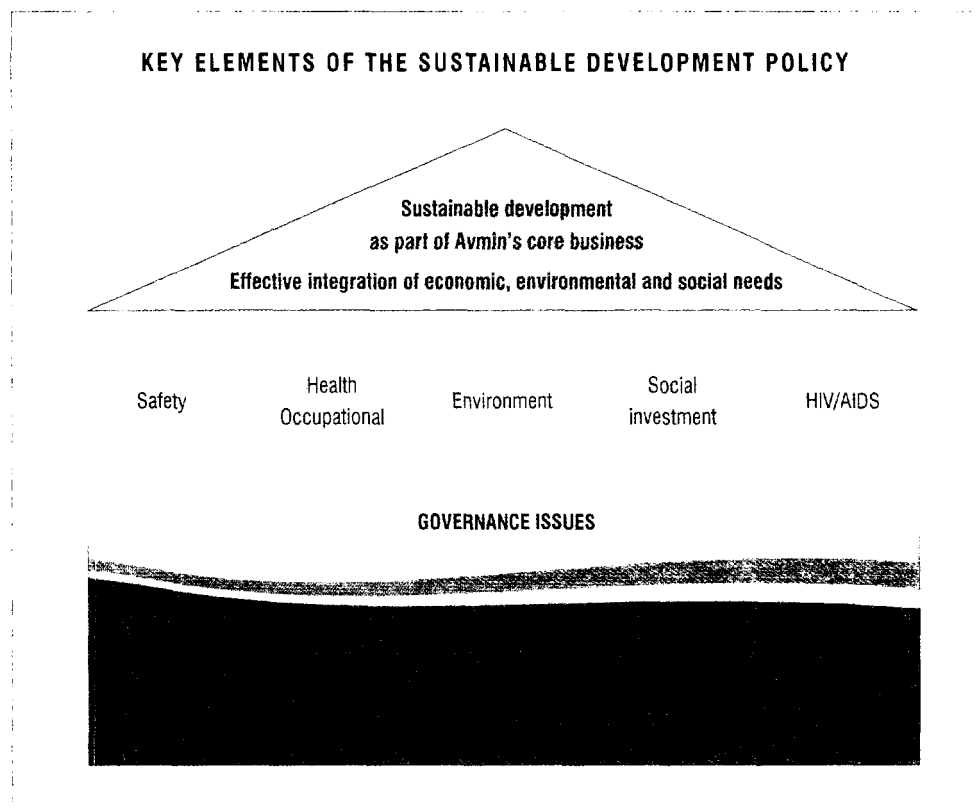 KEY ELEMENTS OF THE SUSTAINABLE DEVELOPMENT POLICY
Sustainable development
as part of Avmin's core business
Effective integration of economic, environmental and social needs
Safety
Health
Occupational
Environment
Social
investment
HIV/AIDS
GOVERNANCE ISSUES